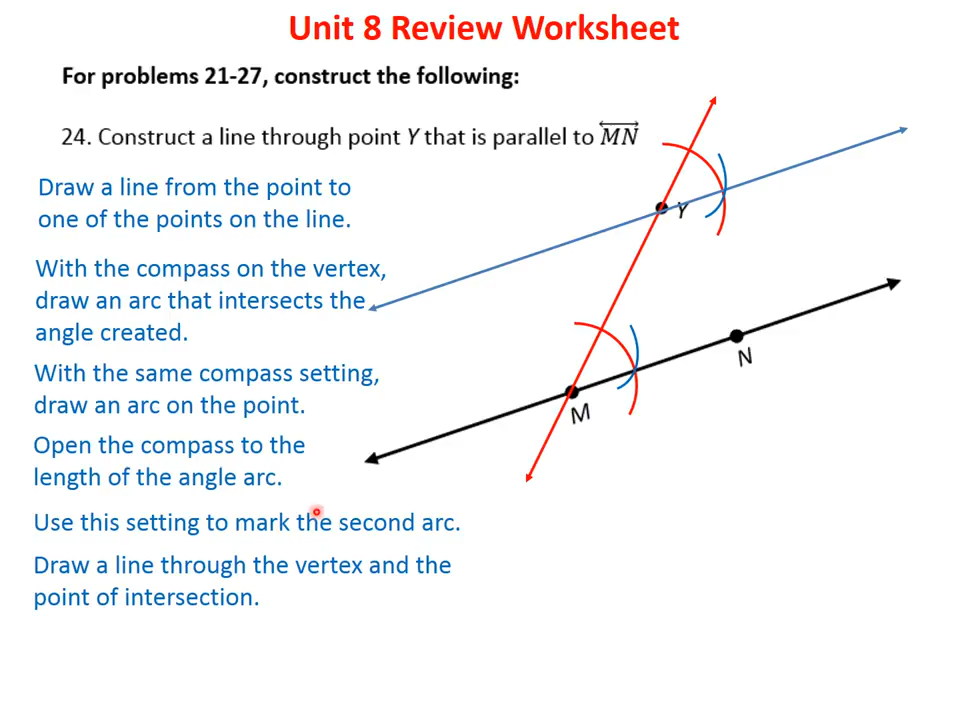 Unit 8 Review Worksheet
For problems 21-27, construct the following:
24. Construct a line through point Y that is parallel to MN
Draw a line from the point to
one of the points on the line.
With the compass on the vertex,
draw an arc that intersects the
angle created.
With the same compass setting,
draw an arc on the point.
Open the compass to the
length of the angle arc.
Use this setting to mark the second arc.
Draw a line through the vertex and the
point of intersection.
Y
N
M